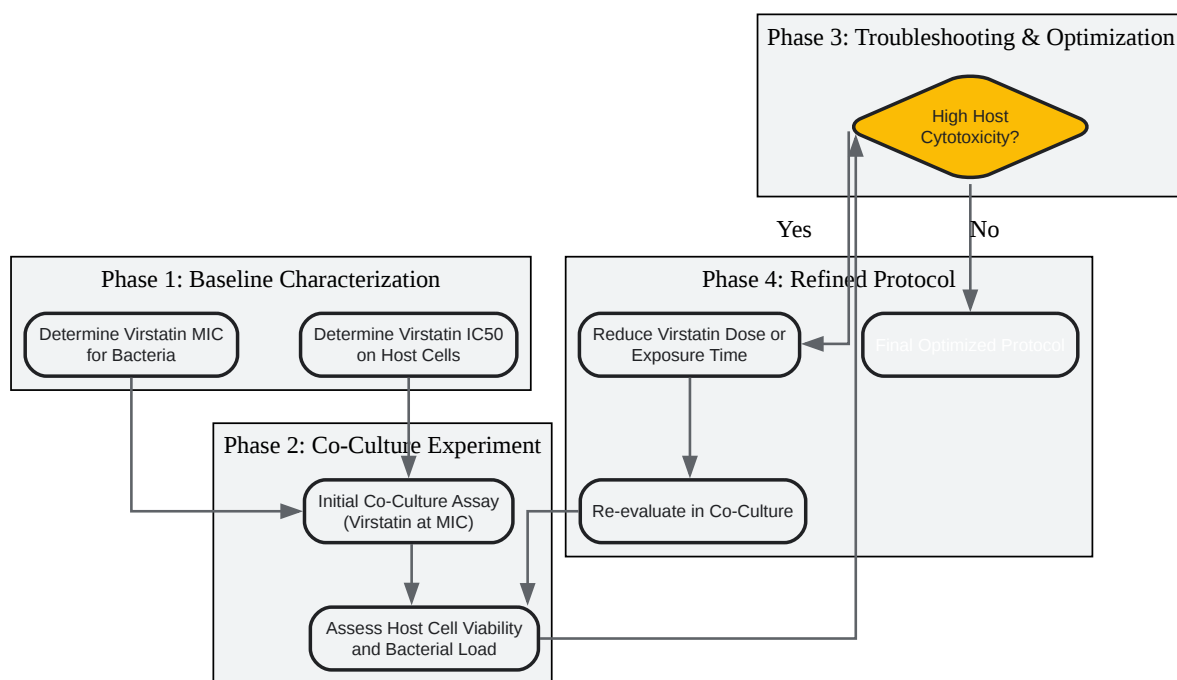 Phase 3: Troubleshooting & Optimization
High Host
Cytotoxicity?
Yes
No
Phase 1: Baseline Characterization
Determine Virstatin MIC
for Bacteria
Determine Virstatin IC50
on Host Cells
Phase 4: Refined Protocol
Reduce Virstatin Dose or
Exposure Time
Final Optimized Protocol
Phase 2: Co-Culture Experiment
Initial Co-Culture Assay
(Virstatin at MIC)
Re-evaluate in Co-Culture
Assess Host Cell Viability
and Bacterial Load